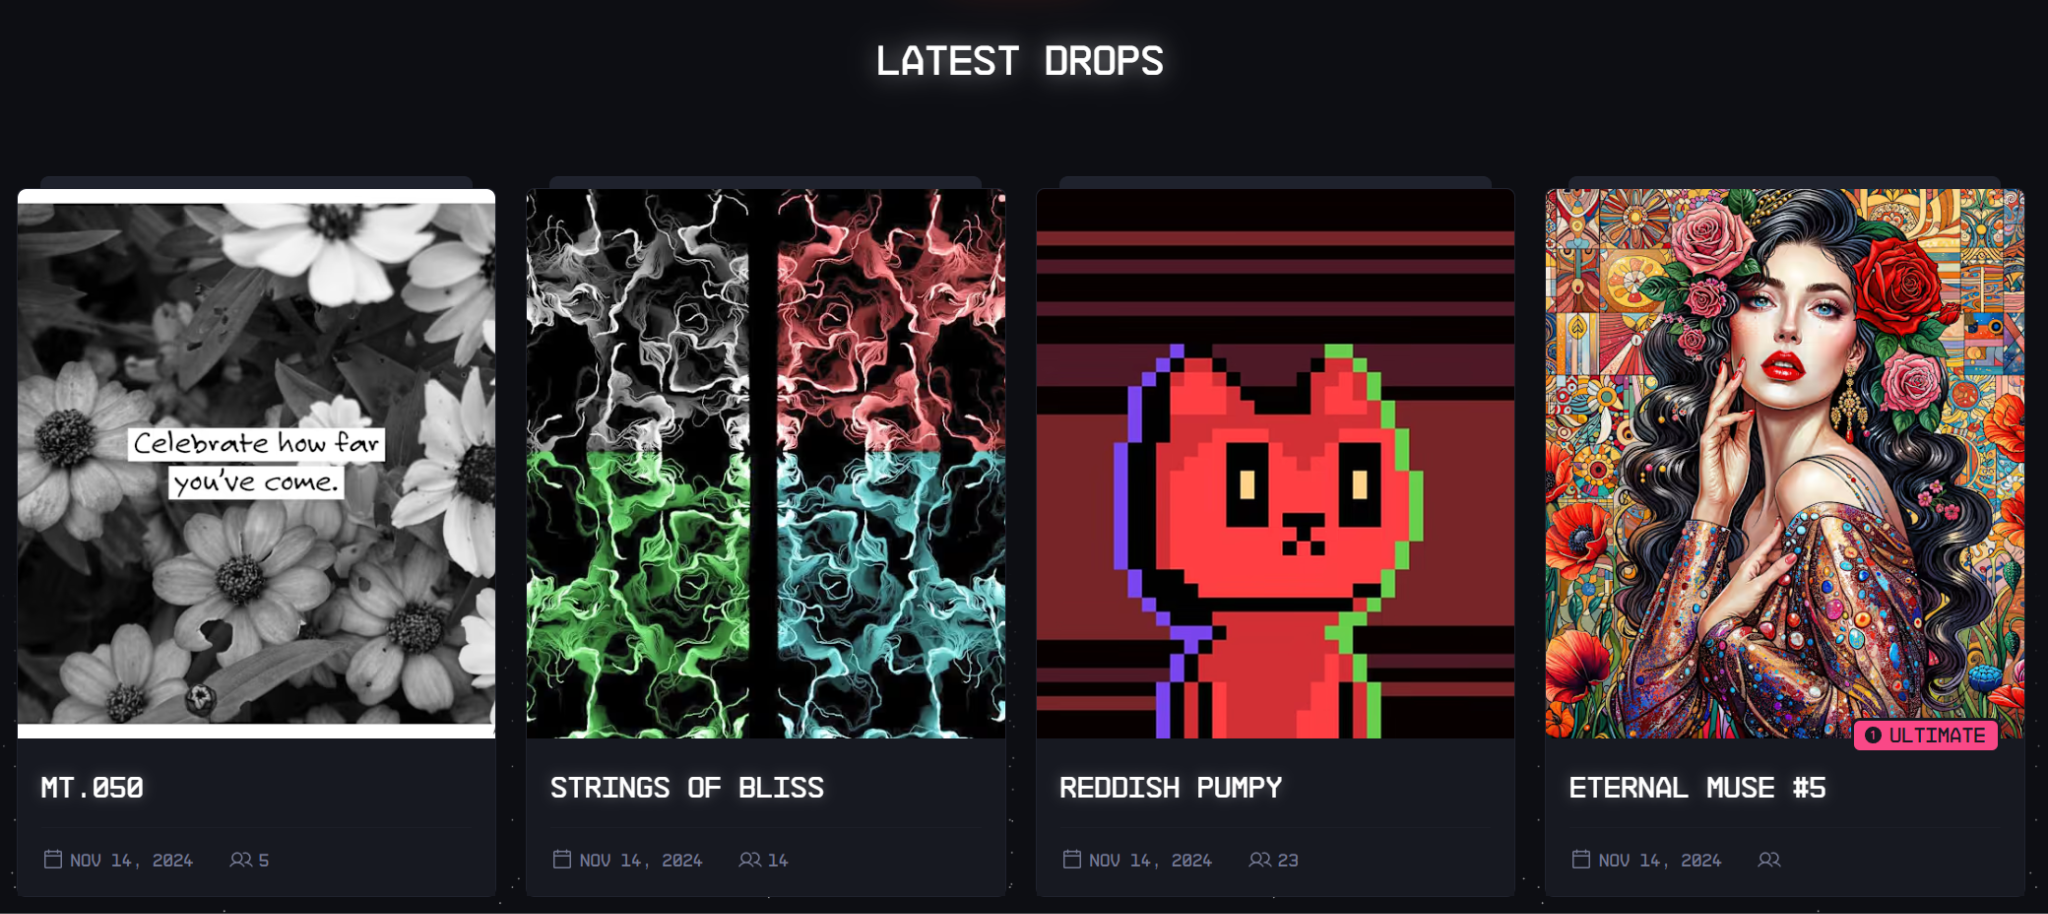 LATEST DROPS
Celebrate how far
you've come.
1 ULTIMATE
MT.050
STRINGS OF BLISS
REDDISH PUMPY
ETERNAL MUSE #5
NOV 14, 2024 5
NOV 14, 2024 14
NOV 14, 2024 23
NOV 14, 2024